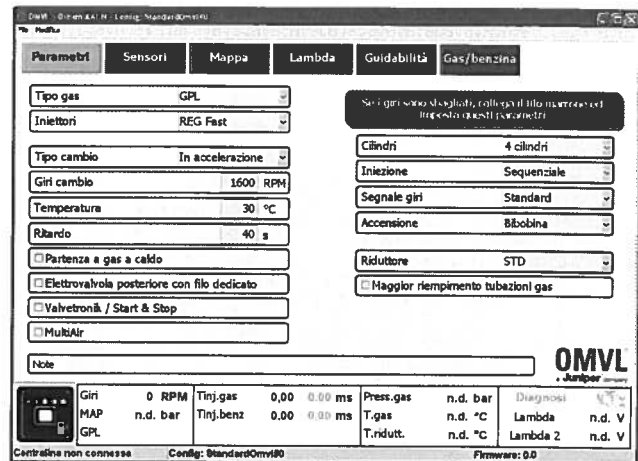 File Modifica
Parametri Sensori Mappa Lambda Guidabilità Gas/benzina
Tipo gas GPL
Iniettori REG Fast
Tipo cambio In accelerazione
Giri cambio 1600 RPM
Temperatura 30 °C
Ritardo 40 s
Partenza a gas a caldo
Elettrovalvola posteriore con filo dedicato
Valvetronik / Start & Stop
MultiAir
Se i giri sono sbagliati, collega il filo marrone ed
imposta questi parametri
Cilindri 4 cilindri
Iniezione Sequenziale
Segnale giri Standard
Accensione Bibobina
Riduttore STD
Maggior riempimento tubazioni gas
Note
OMVL
a Juniper company
Giri 0 RPM Tinj.gas 0,00 0,00 ms Press.gas n.d. bar Diagnosi
MAP n.d. bar Tinj.benz 0,00 0,00 ms T.gas n.d. °C Lambda n.d. V
GPL T.ridutt. n.d. °C Lambda 2 n.d. V
Centralina non connessa Config: StandardOmvl80 Firmware: 0.0